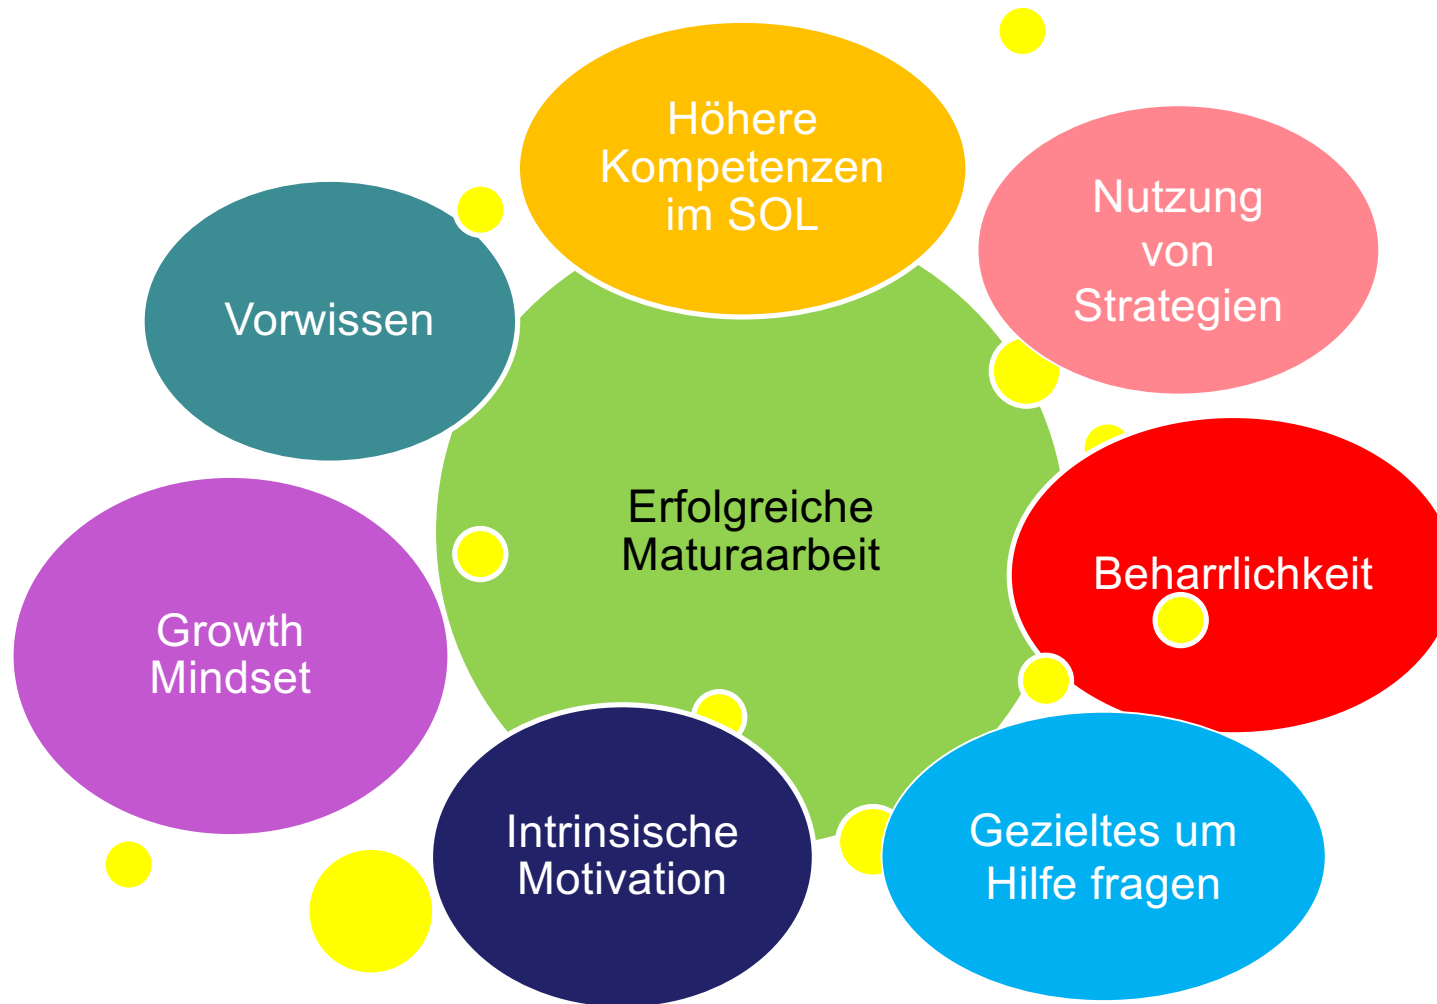 Höhere
Kompetenzen
im SOL
Nutzung
von
Strategien
Vorwissen
Erfolgreiche
Maturaarbeit
Beharrlichkeit
Growth
Mindset
Intrinsische
Motivation
Gezieltes um
Hilfe fragen